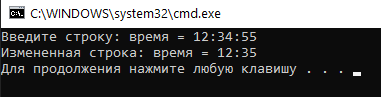 C:\WINDOWS\system32\cmd.exe
Введите строку: время = 12:34:55
Измененная строка: время = 12:35
Для продолжения нажмите любую клавишу . . .